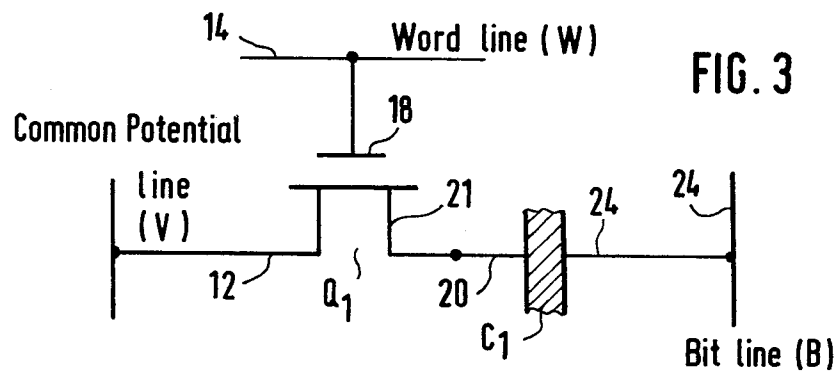 14
Word line (W)
FIG. 3
18
Common Potential
line
(V)
21
24
24
12
Q1
20
C1
Bit line (B)